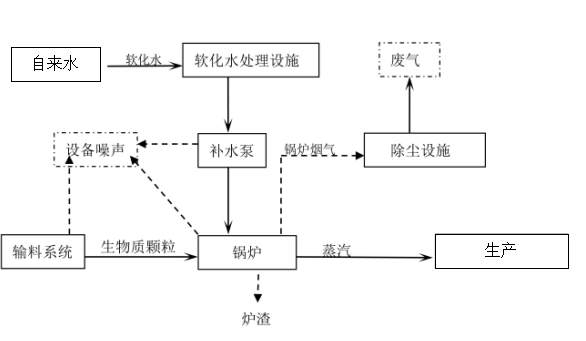 自来水
软化水
软化水处理设施
废气
设备噪声
补水泵
锅炉烟气
除尘设施
输料系统
生物质颗粒
锅炉
蒸汽
生产
炉渣